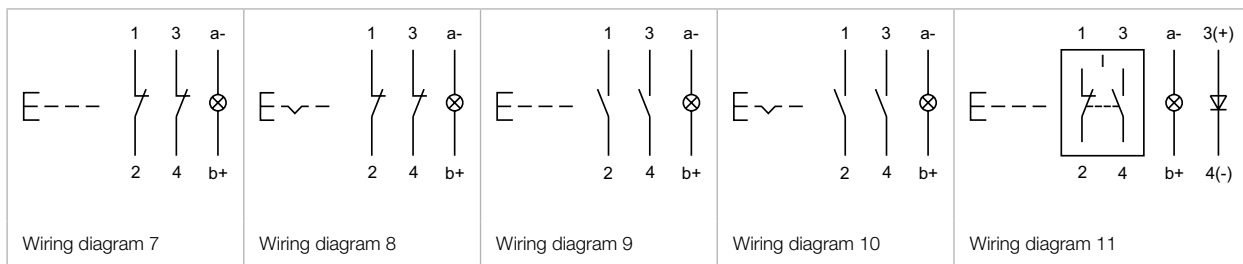 1 3 a-
2 4 b+
Wiring diagram 7
1 3 a-
2 4 b+
Wiring diagram 8
1 3 a-
2 4 b+
Wiring diagram 9
1 3 a-
2 4 b+
Wiring diagram 10
1 3 a- 3(+)
2 4 b+ 4(-)
Wiring diagram 11